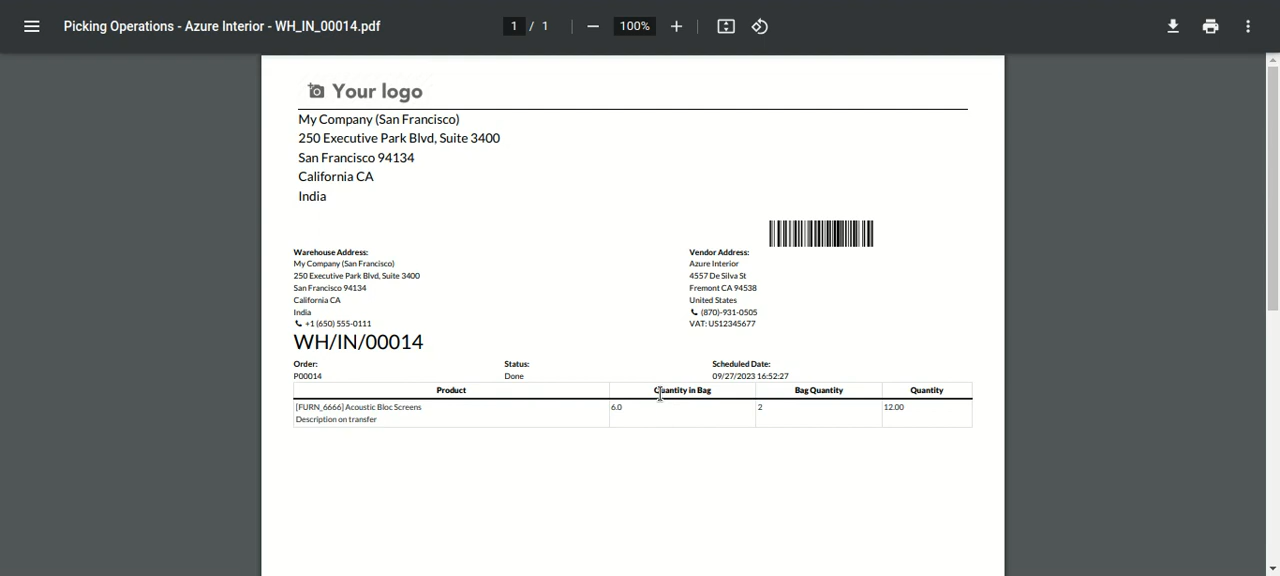 Picking Operations - Azure Interior - WH_IN_00014.pdf
1 / 1
100%
Your logo
My Company (San Francisco)
250 Executive Park Blvd, Suite 3400
San Francisco 94134
California CA
India
Warehouse Address:
My Company (San Francisco)
250 Executive Park Blvd, Suite 3400
San Francisco 94134
California CA
India
+1 (650) 555-0111
Vendor Address:
Azure Interior
4557 De Silva St
Fremont CA 94538
United States
(870)-931-0505
VAT: US12345677
WH/IN/00014
Order: Status: Scheduled Date:
P00014 Done 09/27/2023 16:52:27
Product Quantity in Bag Bag Quantity Quantity
[FURN_6666] Acoustic Bloc Screens 6.0 2 12.00
Description on transfer